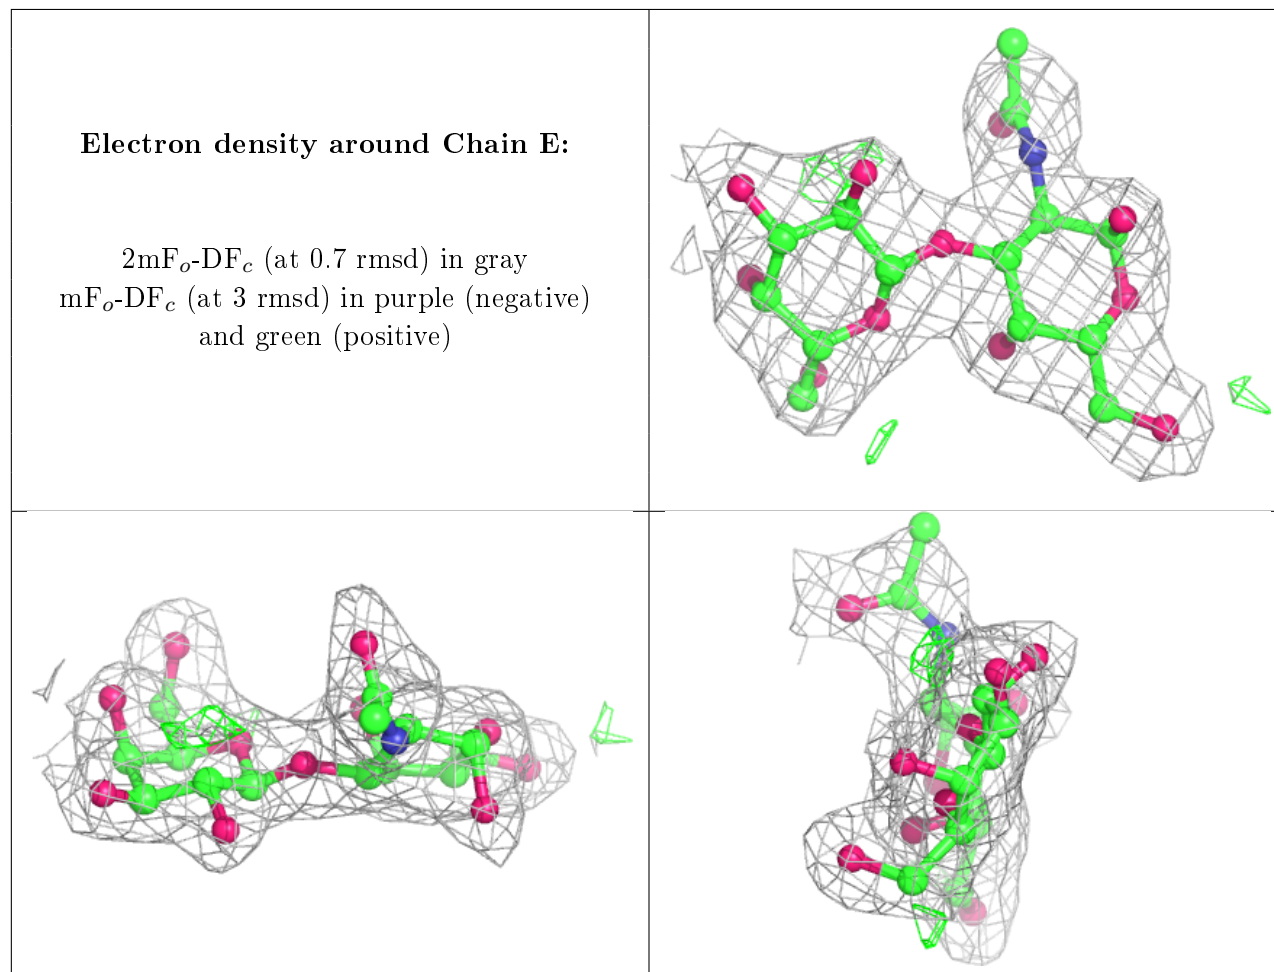 Electron density around Chain E:
2mFo-DFc (at 0.7 rmsd) in gray
mFo-DFc (at 3 rmsd) in purple (negative)
and green (positive)